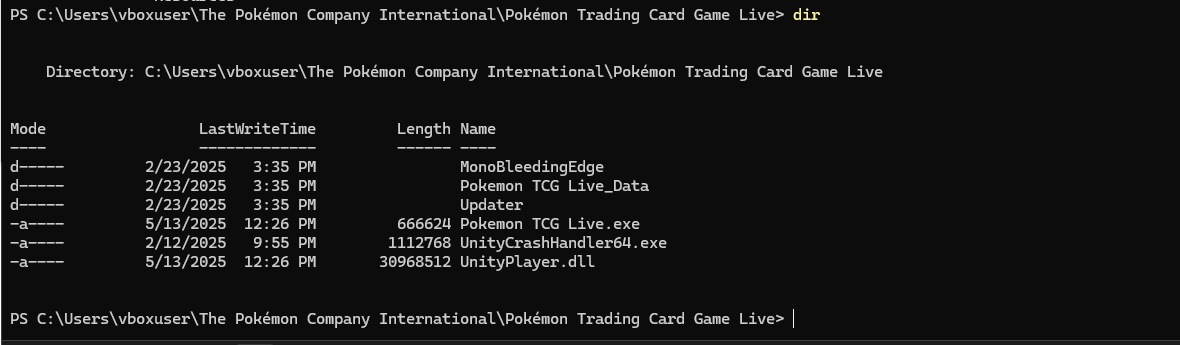 PS C:\Users\vboxuser\The Pokémon Company International\Pokémon Trading Card Game Live> dir
Directory: C:\Users\vboxuser\The Pokémon Company International\Pokémon Trading Card Game Live
Mode LastWriteTime Length Name
---- ------------- ------ ----
d----- 2/23/2025 3:35 PM MonoBleedingEdge
d----- 2/23/2025 3:35 PM Pokemon TCG Live_Data
d----- 2/23/2025 3:35 PM Updater
-a---- 5/13/2025 12:26 PM 666624 Pokemon TCG Live.exe
-a---- 2/12/2025 9:55 PM 1112768 UnityCrashHandler64.exe
-a---- 5/13/2025 12:26 PM 30968512 UnityPlayer.dll
PS C:\Users\vboxuser\The Pokémon Company International\Pokémon Trading Card Game Live>